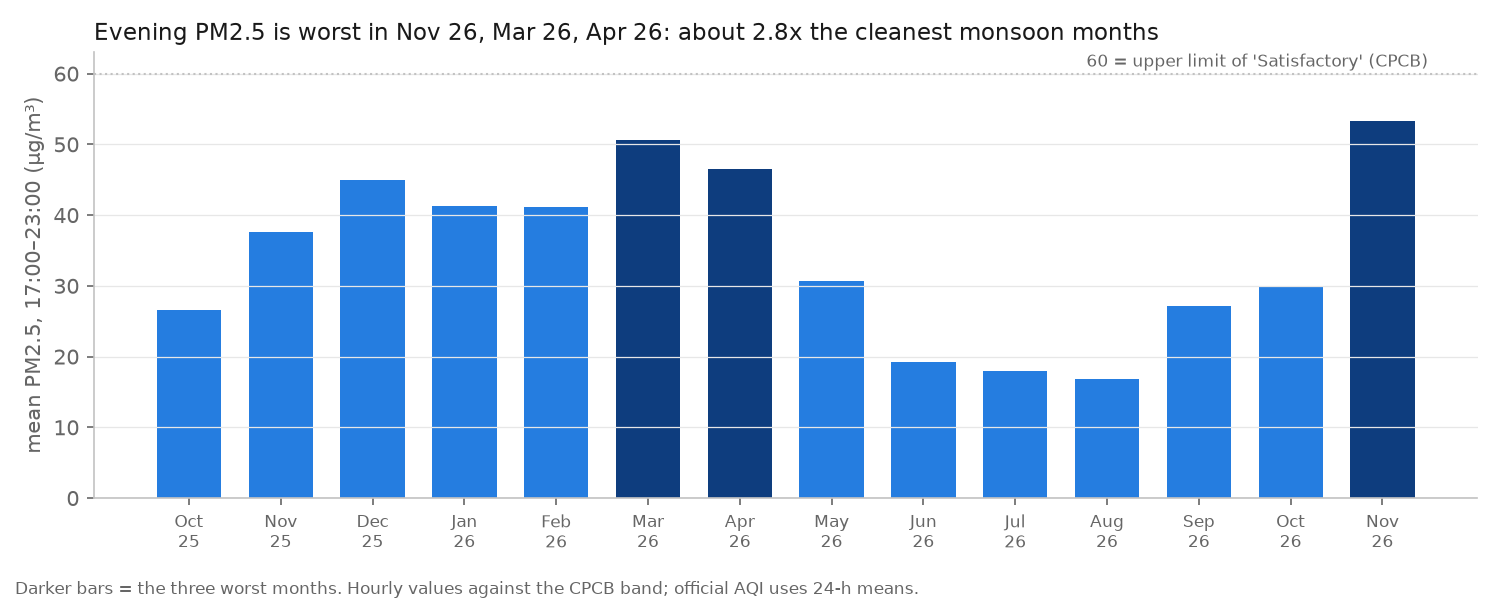 Evening PM2.5 is worst in Nov 26, Mar 26, Apr 26: about 2.8x the cleanest monsoon months
60 = upper limit of 'Satisfactory' (CPCB)
mean PM2.5, 17:00–23:00 (µg/m³)
60
50
40
30
20
10
0
Oct 25
Nov 25
Dec 25
Jan 26
Feb 26
Mar 26
Apr 26
May 26
Jun 26
Jul 26
Aug 26
Sep 26
Oct 26
Nov 26
Darker bars = the three worst months. Hourly values against the CPCB band; official AQI uses 24-h means.